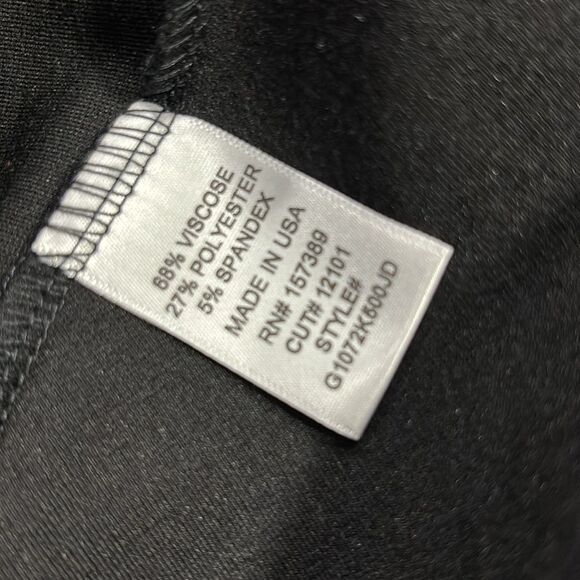 68% VISCOSE
27% POLYESTER
5% SPANDEX
MADE IN USA
RN# 157389
CUT# 12101
STYLE#
G1072K600JD